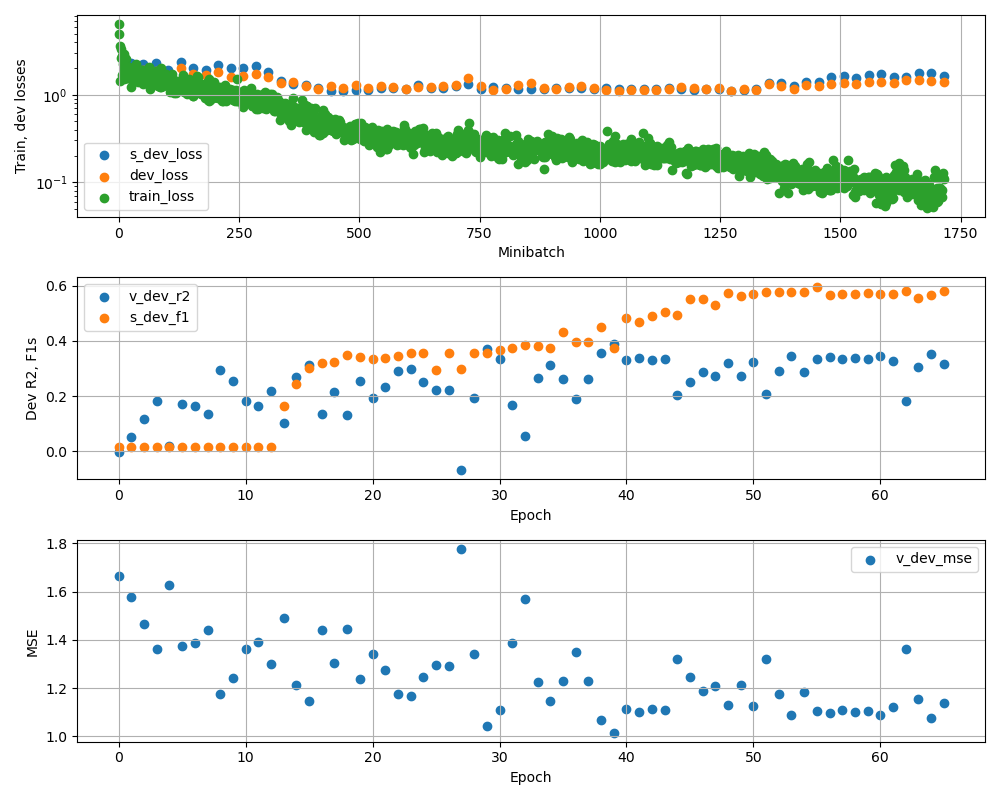 Train, dev losses
10^0
10^-1
s_dev_loss
dev_loss
train_loss
0 250 500 750 1000 1250 1500 1750
Minibatch
Dev R2, F1s
0.6
0.4
0.2
0.0
v_dev_r2
s_dev_f1
0 10 20 30 40 50 60
Epoch
MSE
1.8
1.6
1.4
1.2
1.0
v_dev_mse
0 10 20 30 40 50 60
Epoch